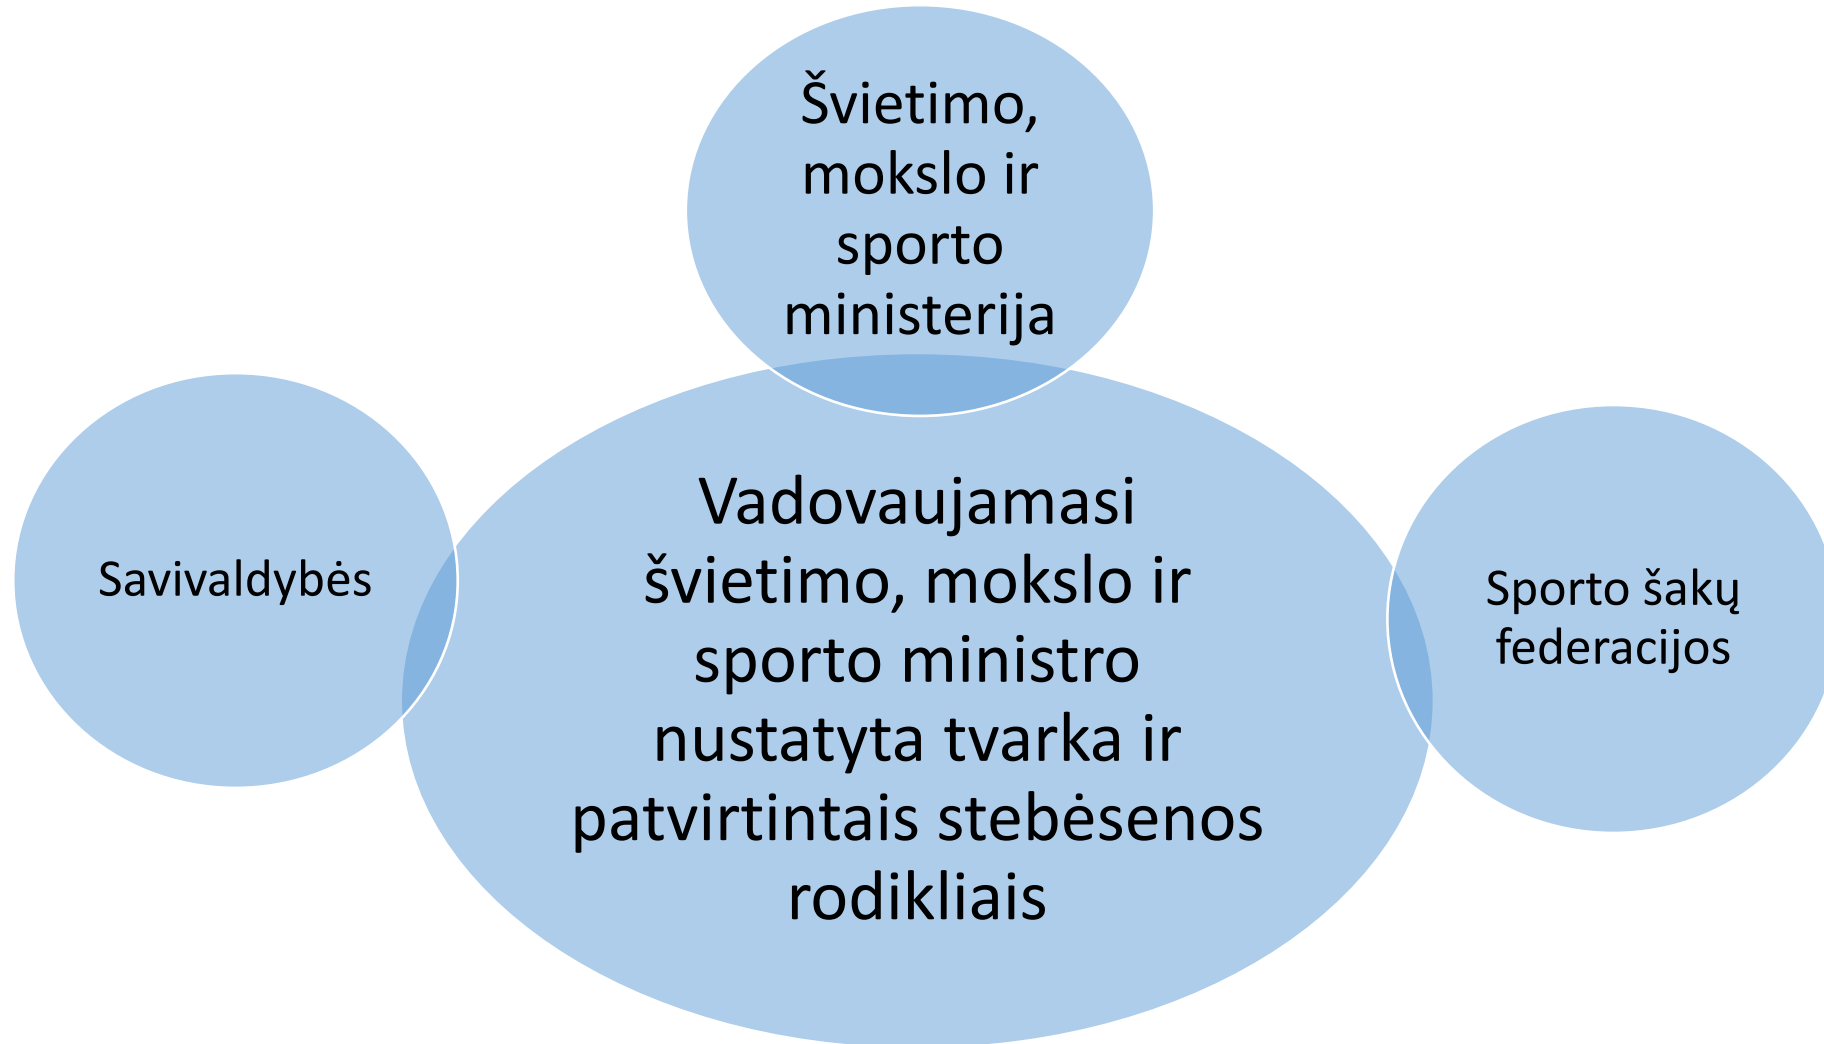 Švietimo,
mokslo ir
sporto
ministerija
Savivaldybės
Vadovaujamasi
švietimo, mokslo ir
sporto ministro
nustatyta tvarka ir
patvirtintais stebėsenos
rodikliais
Sporto šakų
federacijos